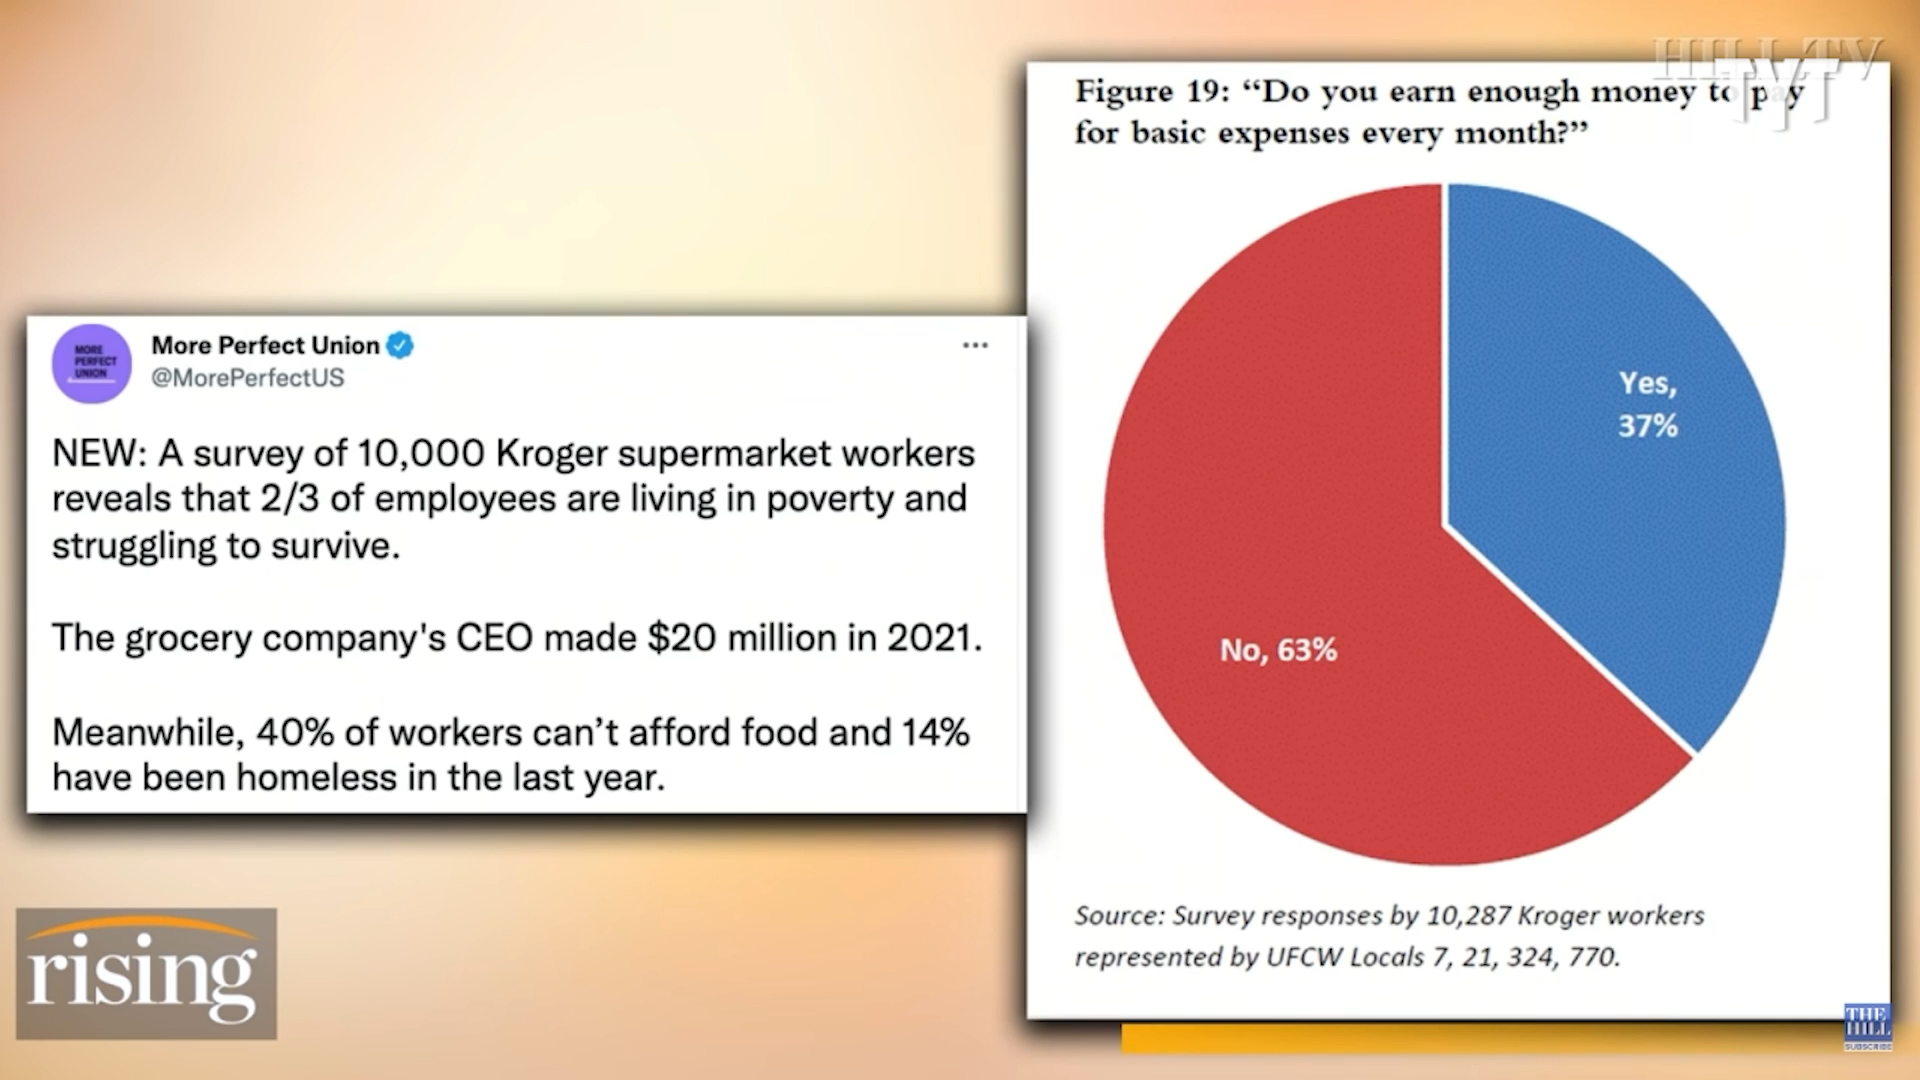 HILL TV
TYT
Figure 19: “Do you earn enough money to pay
for basic expenses every month?”
Yes,
37%
No, 63%
Source: Survey responses by 10,287 Kroger workers
represented by UFCW Locals 7, 21, 324, 770.
MORE
PERFECT
UNION
More Perfect Union
@MorePerfectUS
NEW: A survey of 10,000 Kroger supermarket workers
reveals that 2/3 of employees are living in poverty and
struggling to survive.
The grocery company's CEO made $20 million in 2021.
Meanwhile, 40% of workers can’t afford food and 14%
have been homeless in the last year.
rising
THE
HILL
SUBSCRIBE